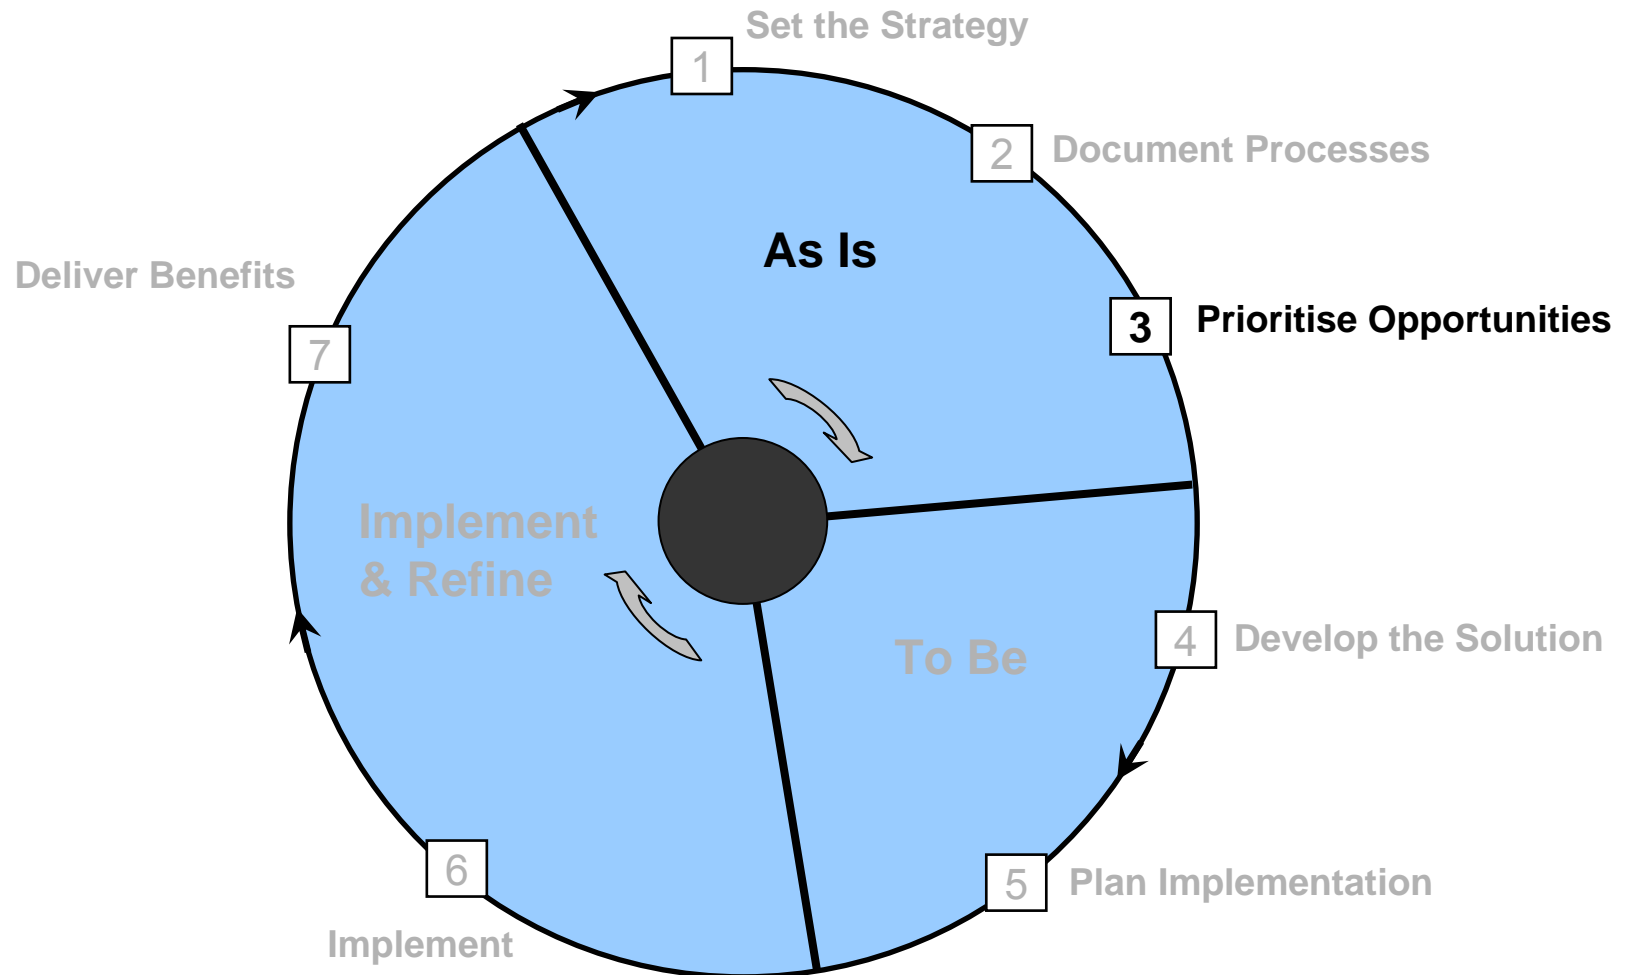 1
Set the Strategy
2
Document Processes
As Is
3
Prioritise Opportunities
Deliver Benefits
7
Implement
& Refine
To Be
4
Develop the Solution
5
Plan Implementation
6
Implement